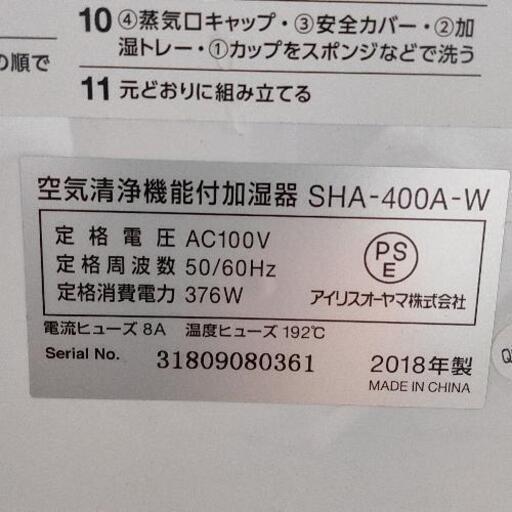 10 ④蒸気口キャップ・③安全カバー・②加
湿トレー・①カップをスポンジなどで洗う
の順で
11 元どおりに組み立てる
空気清浄機能付加湿器 SHA-400A-W
定格電圧 AC100V
定格周波数 50/60Hz
定格消費電力 376W
PS
E
アイリスオーヤマ株式会社
電流ヒューズ 8A 温度ヒューズ 192℃
Serial No. 31809080361 2018年製
MADE IN CHINA